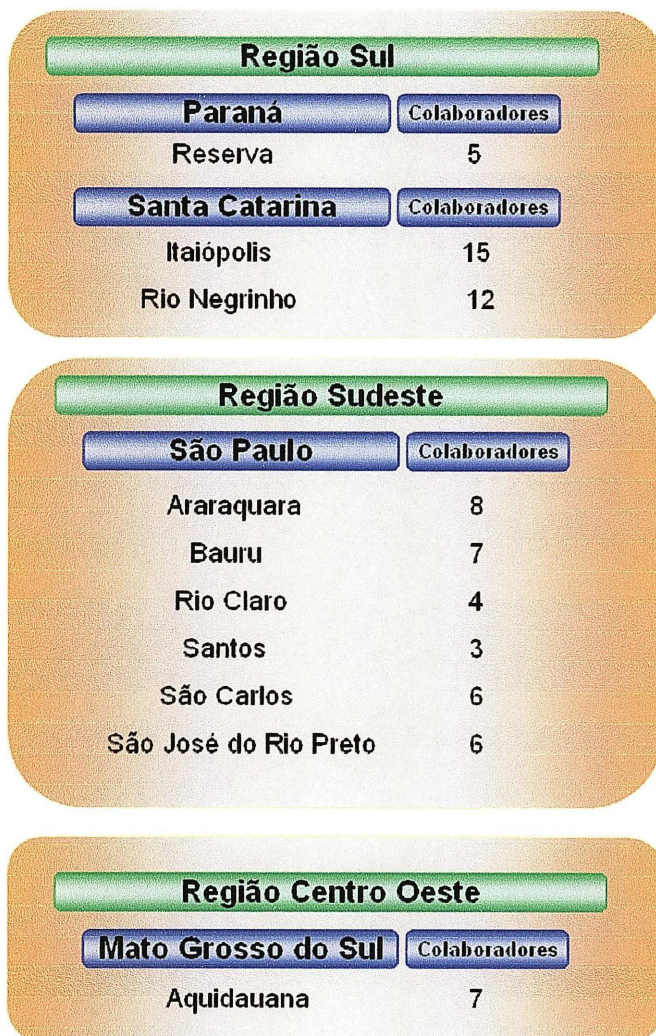 Região Sul
Paraná Colaboradores
Reserva 5
Santa Catarina Colaboradores
Itaiópolis 15
Rio Negrinho 12
Região Sudeste
São Paulo Colaboradores
Araraquara 8
Bauru 7
Rio Claro 4
Santos 3
São Carlos 6
São José do Rio Preto 6
Região Centro Oeste
Mato Grosso do Sul Colaboradores
Aquidauana 7